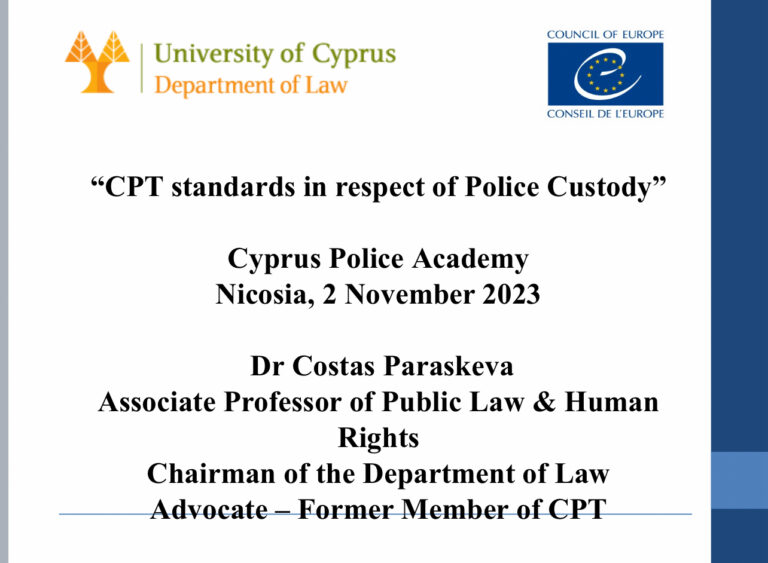 University of Cyprus
Department of Law
COUNCIL OF EUROPE
CONSEIL DE L'EUROPE
“CPT standards in respect of Police Custody”
Cyprus Police Academy
Nicosia, 2 November 2023
Dr Costas Paraskeva
Associate Professor of Public Law & Human
Rights
Chairman of the Department of Law
Advocate – Former Member of CPT